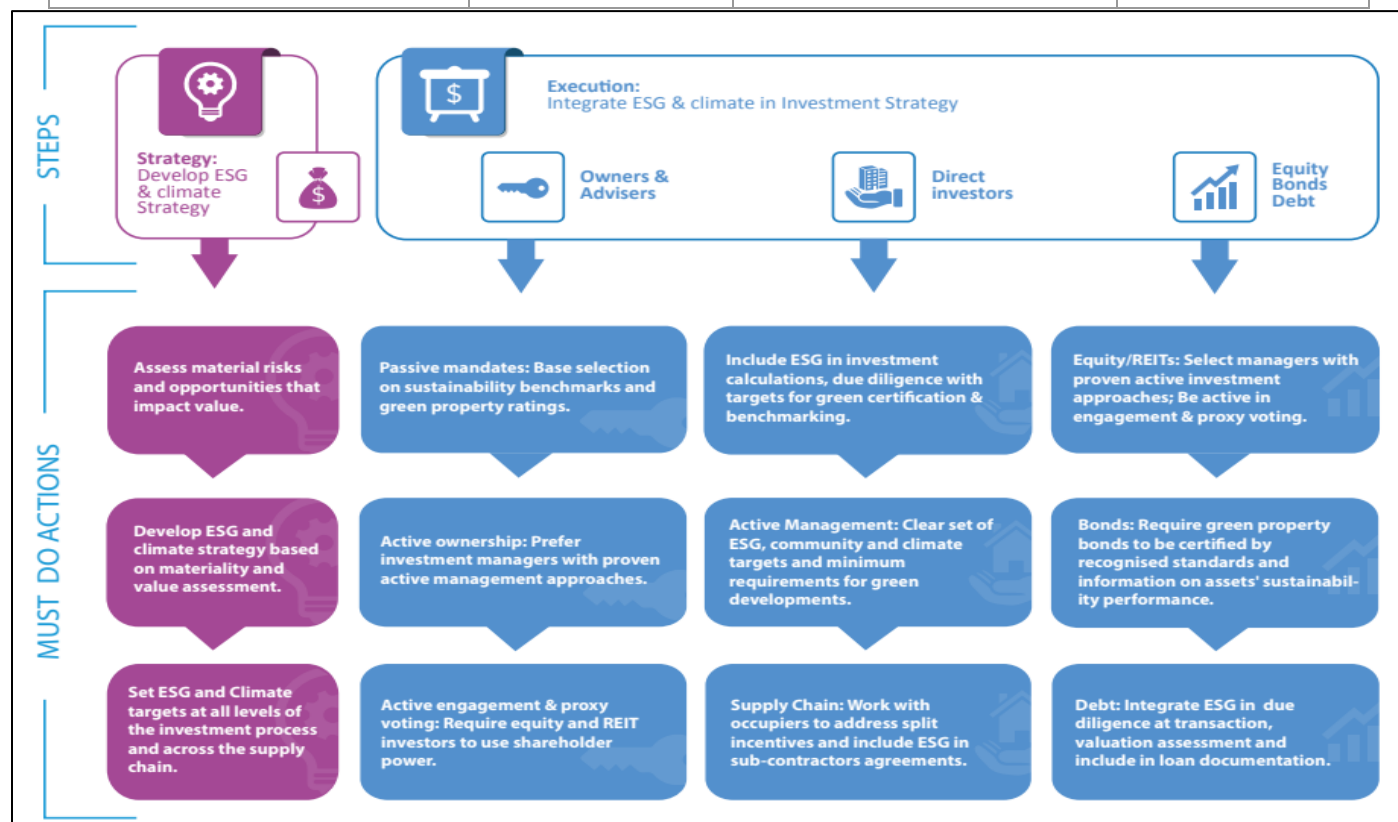 STEPS
Strategy:
Develop ESG
& climate
Strategy
$
$
Execution:
Integrate ESG & climate in Investment Strategy
Owners &
Advisers
Direct
investors
Equity
Bonds
Debt
MUST DO ACTIONS
Assess material risks
and opportunities that
impact value.
Develop ESG and
climate strategy based
on materiality and
value assessment.
Set ESG and Climate
targets at all levels of
the investment process
and across the supply
chain.
Passive mandates: Base selection
on sustainability benchmarks and
green property ratings.
Active ownership: Prefer
investment managers with proven
active management approaches.
Active engagement & proxy
voting: Require equity and REIT
investors to use shareholder
power.
Include ESG in investment
calculations, due diligence with
targets for green certification &
benchmarking.
Active Management: Clear set of
ESG, community and climate
targets and minimum
requirements for green
developments.
Supply Chain: Work with
occupiers to address split
incentives and include ESG in
sub-contractors agreements.
Equity/REITs: Select managers with
proven active investment
approaches; Be active in
engagement & proxy voting.
Bonds: Require green property
bonds to be certified by
recognised standards and
information on assets' sustainabil-
ity performance.
Debt: Integrate ESG in due
diligence at transaction,
valuation assessment and
include in loan documentation.